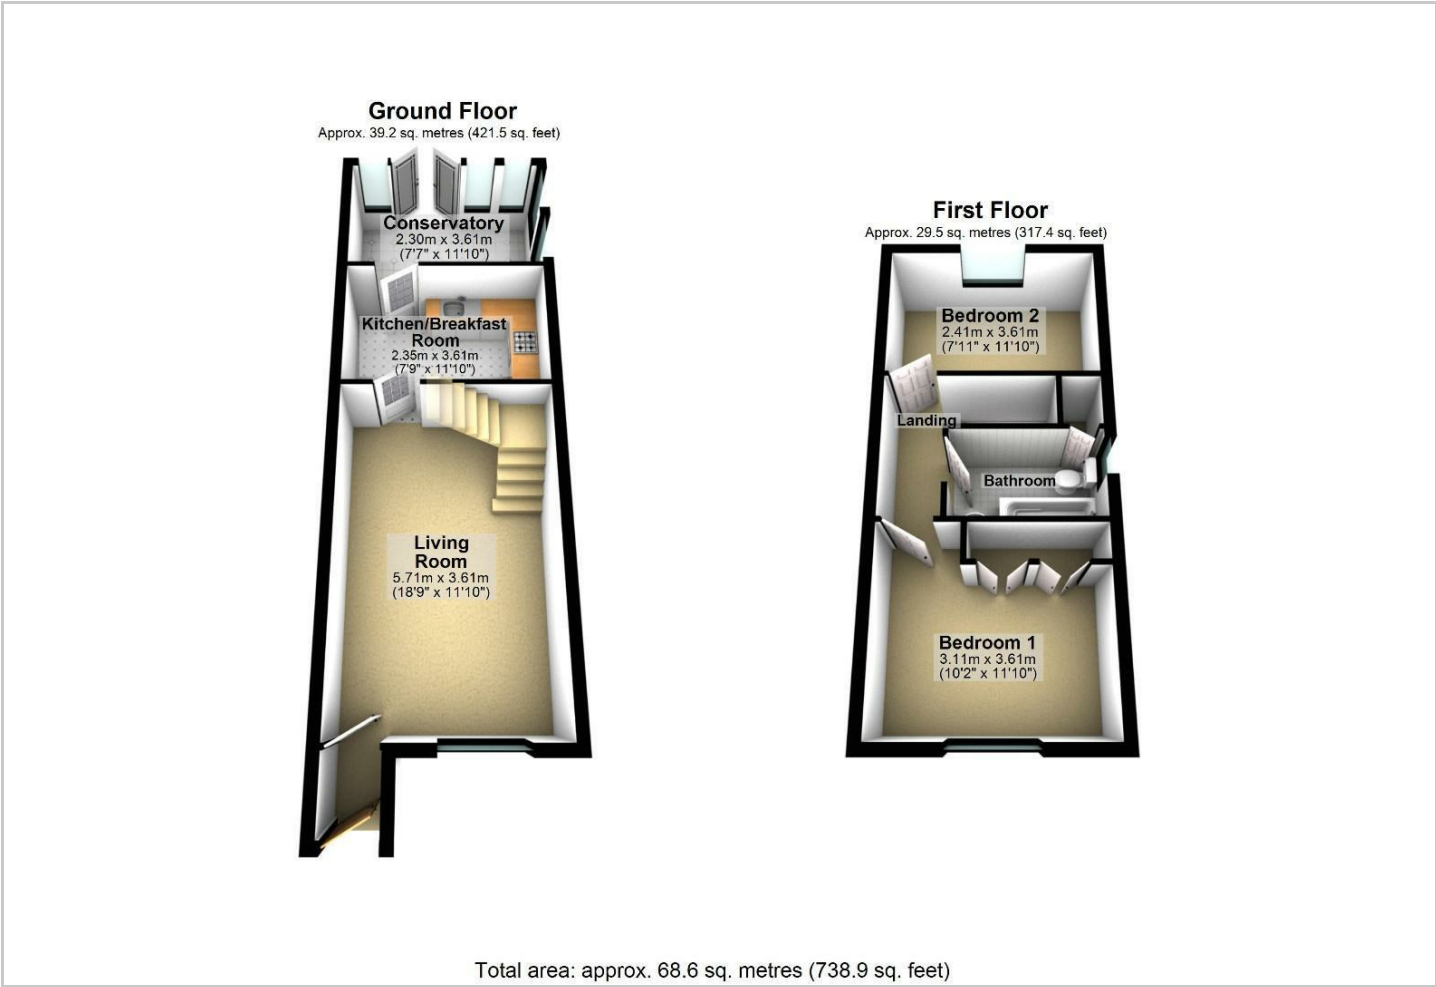 Ground Floor
Approx. 39.2 sq. metres (421.5 sq. feet)
Conservatory
2.30m x 3.61m
(7'7" x 11'10")
Kitchen/Breakfast
Room
2.35m x 3.61m
(7'9" x 11'10")
Living
Room
5.71m x 3.61m
(18'9" x 11'10")
First Floor
Approx. 29.5 sq. metres (317.4 sq. feet)
Bedroom 2
2.41m x 3.61m
(7'11" x 11'10")
Landing
Bathroom
Bedroom 1
3.11m x 3.61m
(10'2" x 11'10")
Total area: approx. 68.6 sq. metres (738.9 sq. feet)